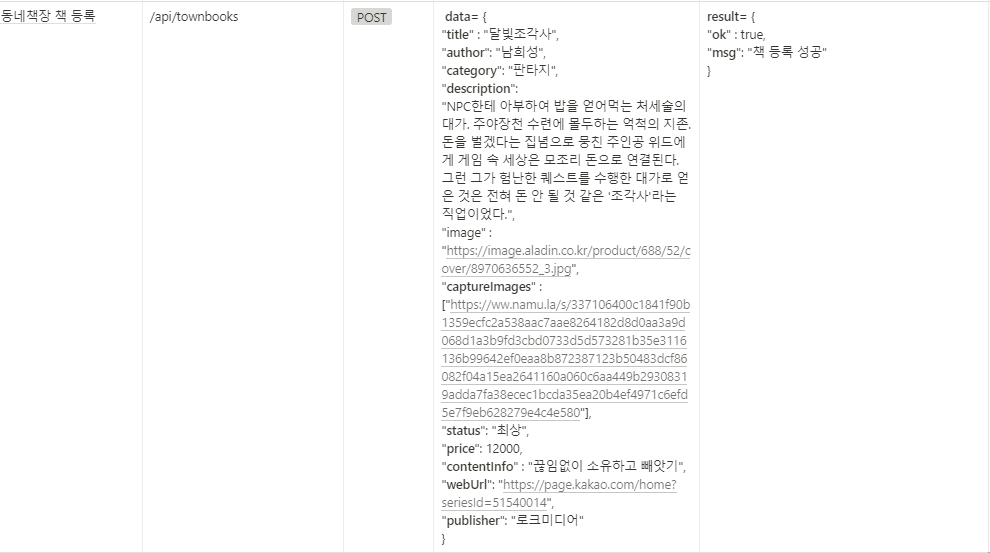 동네책장 책 등록
/api/townbooks
POST
data= {
"title" : "달빛조각사",
"author": "남희성",
"category": "판타지",
"description":
"NPC한테 아부하여 밥을 얻어먹는 처세술의
대가. 주야장천 수련에 몰두하는 억척의 지존.
돈을 벌겠다는 집념으로 뭉친 주인공 위드에
게 게임 속 세상은 모조리 돈으로 연결된다.
그런 그가 험난한 퀘스트를 수행한 대가로 얻
은 것은 전혀 돈 안 될 것 같은 '조각사'라는
직업이었다.",
"image" :
"https://image.aladin.co.kr/product/688/52/c
over/8970636552_3.jpg",
"captureImages" :
["https://ww.namu.la/s/337106400c1841f90b
1359ecfc2a538aac7aae8264182d8d0aa3a9d
068d1a3b9fd3cbd0733d5d573281b35e3116
136b99642ef0eaa8b872387123b50483dcf86
082f04a15ea2641160a060c6aa449b2930831
9adda7fa38ecec1bcda35ea20b4ef4971c6efd
5e7f9eb628279e4c4e580"],
"status": "최상",
"price": 12000,
"contentInfo" : "끊임없이 소유하고 빼앗기",
"webUrl": "https://page.kakao.com/home?
seriesId=51540014",
"publisher": "로크미디어"
}
result= {
"ok" : true,
"msg": "책 등록 성공"
}